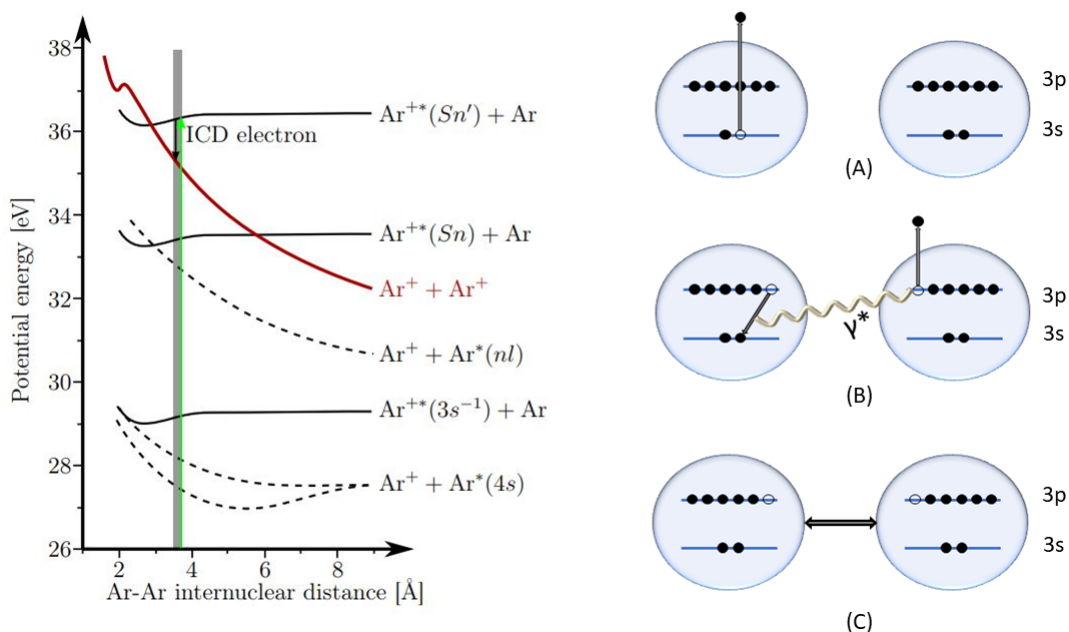 38
36
34
32
30
28
26
Potential energy [eV]
2
4
6
8
Ar-Ar internuclear distance [Å]
Ar⁺*(Sn′) + Ar
ICD electron
Ar⁺*(Sn) + Ar
Ar⁺ + Ar⁺
Ar⁺ + Ar*(nl)
Ar⁺*(3s⁻¹) + Ar
Ar⁺ + Ar*(4s)
3p
3s
(A)
3p
γ*
3s
(B)
3p
3s
(C)